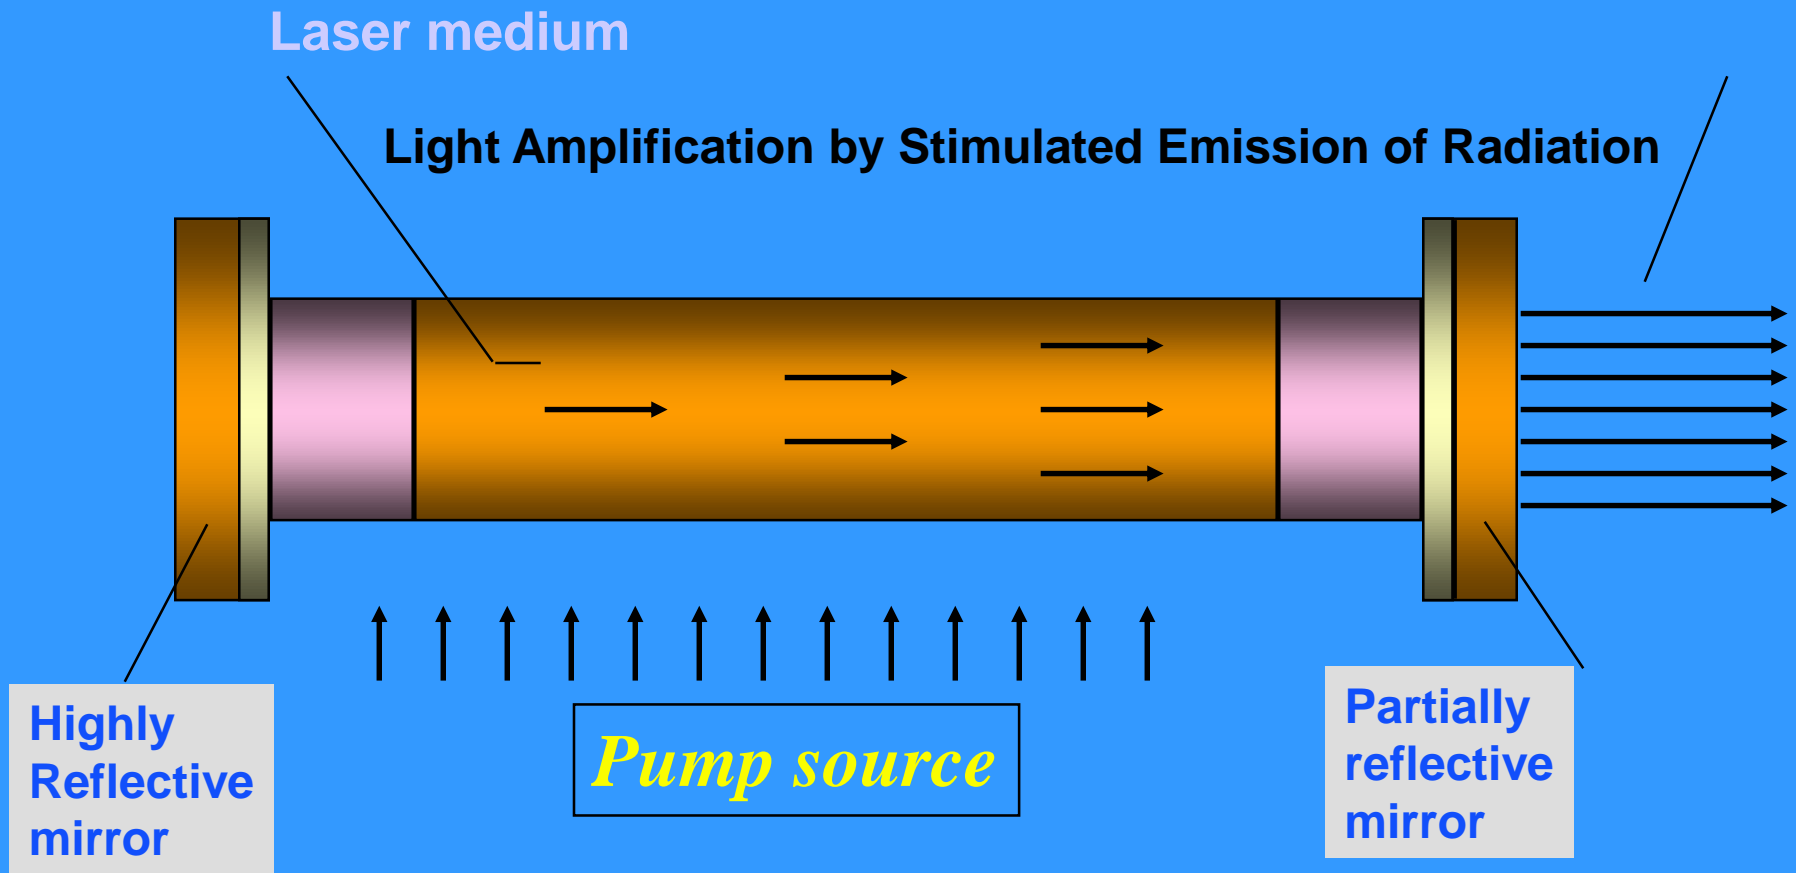 Laser medium
Light Amplification by Stimulated Emission of Radiation
Highly
Reflective
mirror
Pump source
Partially
reflective
mirror